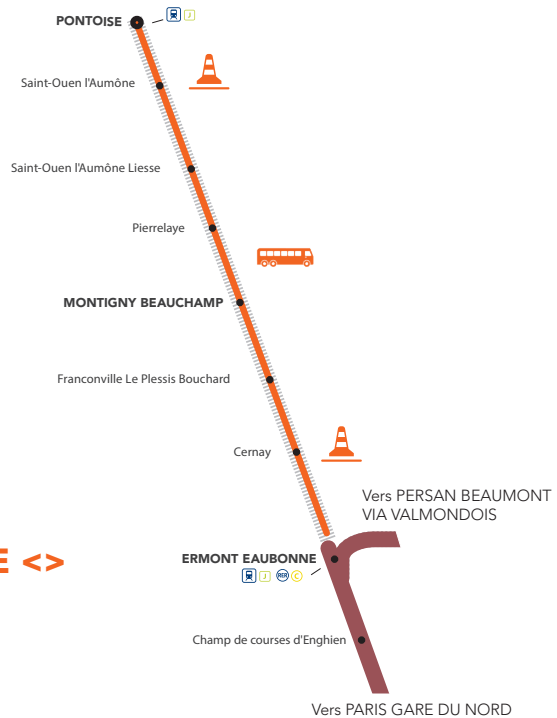 PONTOISE
J
Saint-Ouen l'Aumône
Saint-Ouen l'Aumône Liesse
Pierrelaye
MONTIGNY BEAUCHAMP
Franconville Le Plessis Bouchard
Cernay
Vers PERSAN BEAUMONT
VIA VALMONDOIS
E <>
ERMONT EAUBONNE
J RER C
Champ de courses d'Enghien
Vers PARIS GARE DU NORD